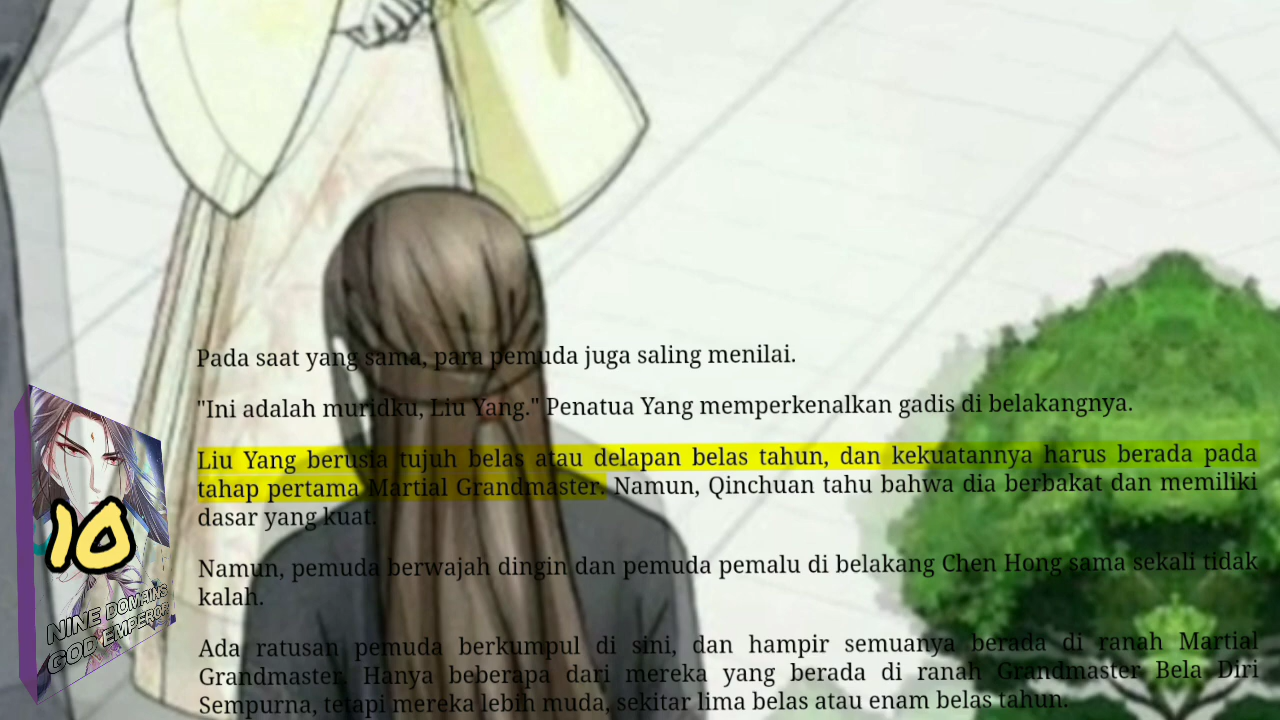 Pada saat yang sama, para pemuda juga saling menilai.
"Ini adalah muridku, Liu Yang." Penatua Yang memperkenalkan gadis di belakangnya.
Liu Yang berusia tujuh belas atau delapan belas tahun, dan kekuatannya harus berada pada
tahap pertama Martial Grandmaster. Namun, Qinchuan tahu bahwa dia berbakat dan memiliki
dasar yang kuat.
Namun, pemuda berwajah dingin dan pemuda pemalu di belakang Chen Hong sama sekali tidak
kalah.
Ada ratusan pemuda berkumpul di sini, dan hampir semuanya berada di ranah Martial
Grandmaster. Hanya beberapa dari mereka yang berada di ranah Grandmaster Bela Diri
Sempurna, tetapi mereka lebih muda, sekitar lima belas atau enam belas tahun.
10
NINE DOMAINS
GOD EMPEROR